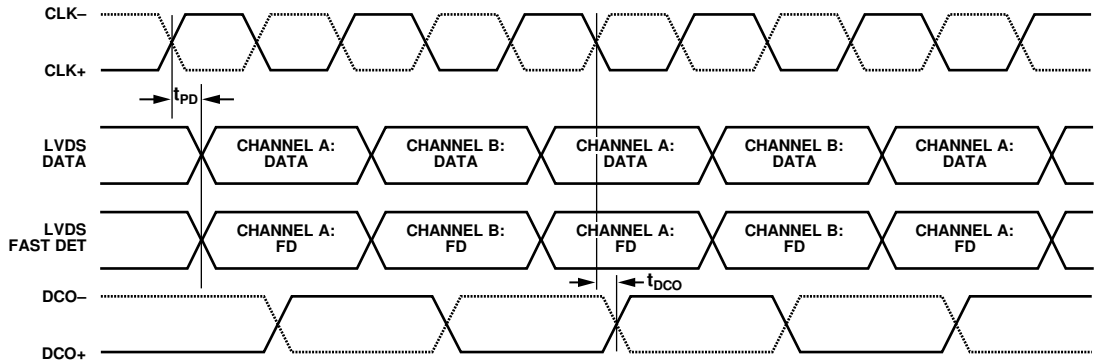 CLK–
CLK+
tPD
LVDS
DATA
CHANNEL A:
DATA
CHANNEL B:
DATA
CHANNEL A:
DATA
CHANNEL B:
DATA
CHANNEL A:
DATA
LVDS
FAST DET
CHANNEL A:
FD
CHANNEL B:
FD
CHANNEL A:
FD
CHANNEL B:
FD
CHANNEL A:
FD
tDCO
DCO–
DCO+